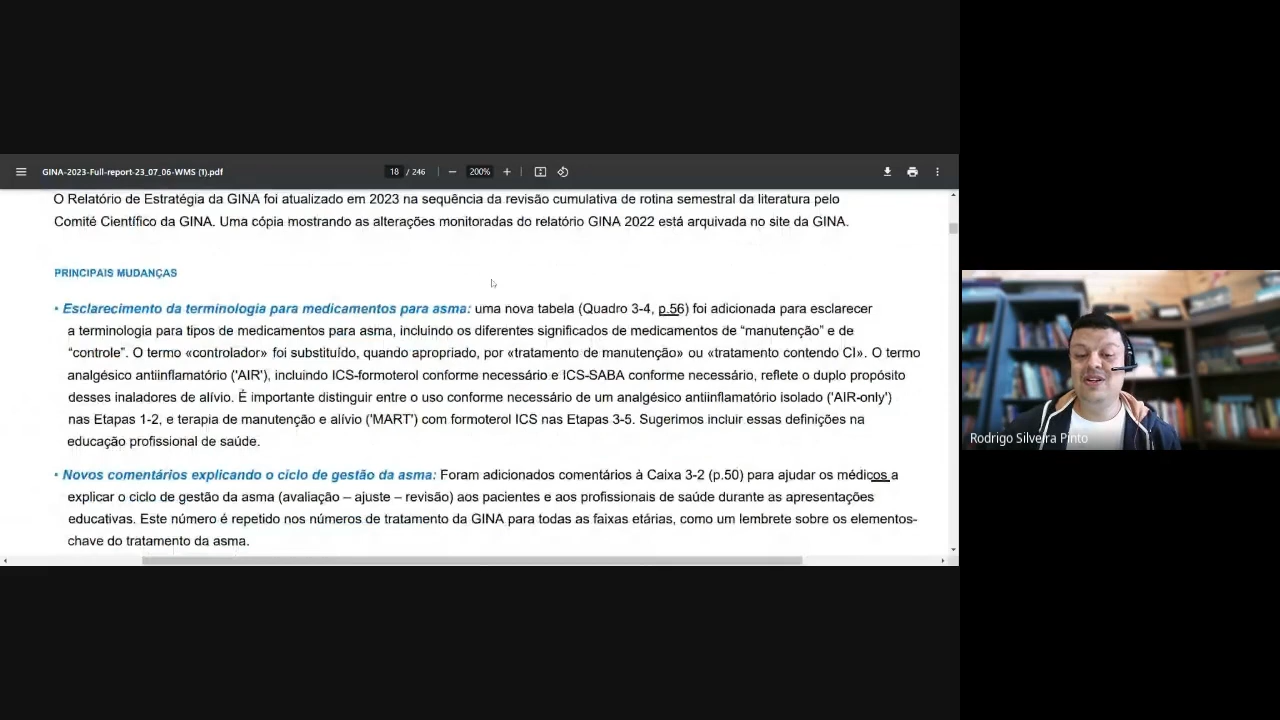 GINA-2023-Full-report-23_07_06-WMS (1).pdf
18 / 246
200%
O Relatório de Estratégia da GINA foi atualizado em 2023 na sequência da revisão cumulativa de rotina semestral da literatura pelo
Comité Científico da GINA. Uma cópia mostrando as alterações monitoradas do relatório GINA 2022 está arquivada no site da GINA.
PRINCIPAIS MUDANÇAS
• Esclarecimento da terminologia para medicamentos para asma: uma nova tabela (Quadro 3-4, p.56) foi adicionada para esclarecer
a terminologia para tipos de medicamentos para asma, incluindo os diferentes significados de medicamentos de “manutenção” e de
“controle”. O termo «controlador» foi substituído, quando apropriado, por «tratamento de manutenção» ou «tratamento contendo CI». O termo
analgésico antiinflamatório ('AIR'), incluindo ICS-formoterol conforme necessário e ICS-SABA conforme necessário, reflete o duplo propósito
desses inaladores de alívio. É importante distinguir entre o uso conforme necessário de um analgésico antiinflamatório isolado ('AIR-only')
nas Etapas 1-2, e terapia de manutenção e alívio ('MART') com formoterol ICS nas Etapas 3-5. Sugerimos incluir essas definições na
educação profissional de saúde.
• Novos comentários explicando o ciclo de gestão da asma: Foram adicionados comentários à Caixa 3-2 (p.50) para ajudar os médicos a
explicar o ciclo de gestão da asma (avaliação – ajuste – revisão) aos pacientes e aos profissionais de saúde durante as apresentações
educativas. Este número é repetido nos números de tratamento da GINA para todas as faixas etárias, como um lembrete sobre os elementos-
chave do tratamento da asma.
Rodrigo Silveira Pinto